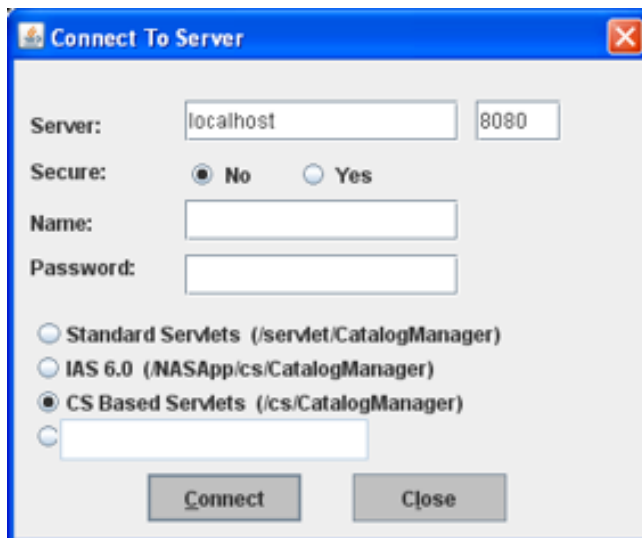 Connect To Server
Server: localhost 8080
Secure: No Yes
Name:
Password:
Standard Servlets (/servlet/CatalogManager)
IAS 6.0 (/NASApp/cs/CatalogManager)
CS Based Servlets (/cs/CatalogManager)
Connect Close